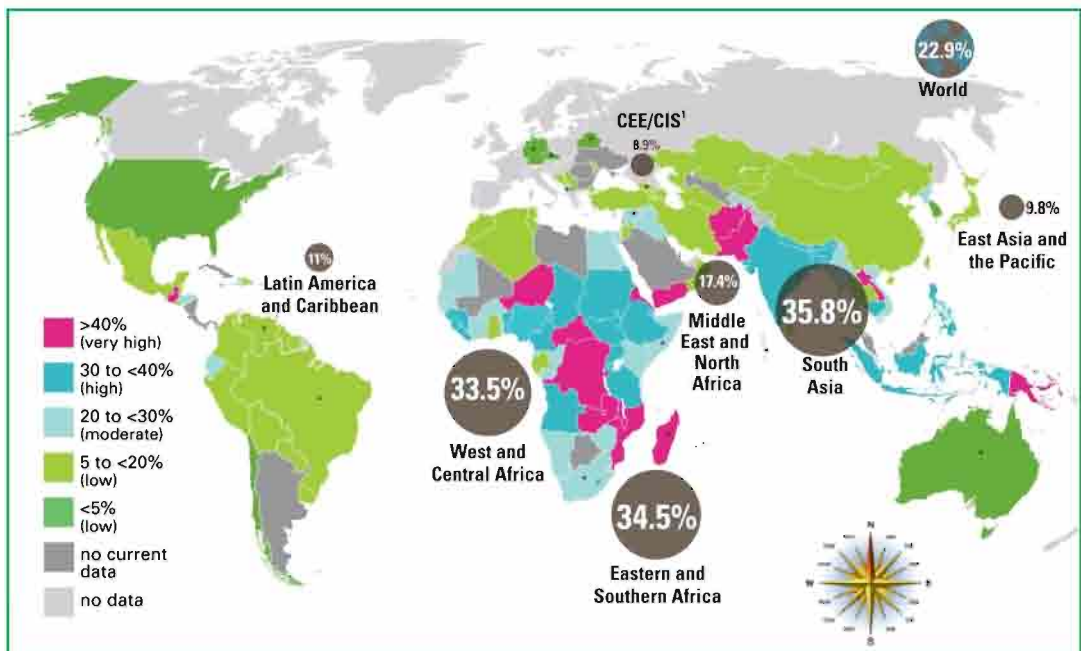 22.9%
World
CEE/CIS¹
8.9%
9.8%
East Asia and
the Pacific
11%
Latin America
and Caribbean
17.4%
Middle
East and
North
Africa
35.8%
South
Asia
33.5%
West and
Central Africa
34.5%
Eastern and
Southern Africa
>40%
(very high)
30 to <40%
(high)
20 to <30%
(moderate)
5 to <20%
(low)
<5%
(low)
no current
data
no data
N
W
E
S